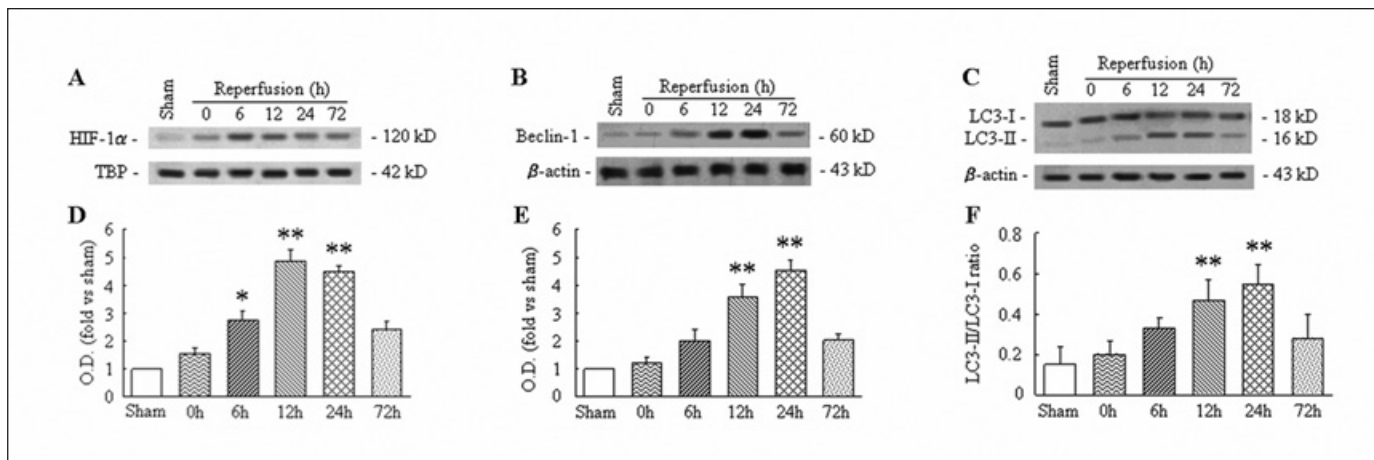 A
Sham
Reperfusion (h)
0 6 12 24 72
HIF-1α - - 120 kD
TBP - - 42 kD
B
Sham
Reperfusion (h)
0 6 12 24 72
Beclin-1 - - 60 kD
β-actin - - 43 kD
C
Sham
Reperfusion (h)
0 6 12 24 72
LC3-I - - 18 kD
LC3-II - - 16 kD
β-actin - - 43 kD
D
O.D. (fold vs sham)
6
5
4
3
2
1
0
*
**
**
Sham 0h 6h 12h 24h 72h
E
O.D. (fold vs sham)
6
5
4
3
2
1
0
**
**
Sham 0h 6h 12h 24h 72h
F
LC3-II/LC3-I ratio
0.8
0.6
0.4
0.2
0
**
**
Sham 0h 6h 12h 24h 72h